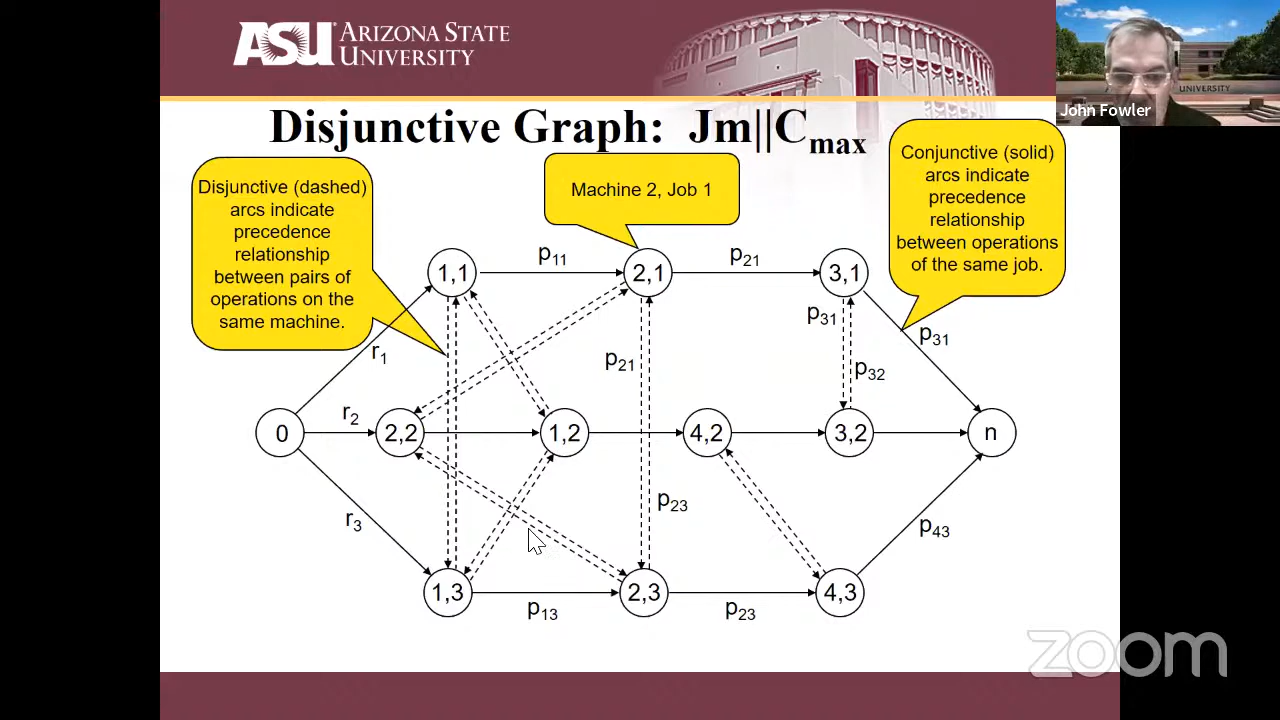 ASU ARIZONA STATE
UNIVERSITY
UNIVERSITY
John Fowler
Disjunctive Graph: Jm||Cmax
Disjunctive (dashed)
arcs indicate
precedence
relationship
between pairs of
operations on the
same machine.
Machine 2, Job 1
Conjunctive (solid)
arcs indicate
precedence
relationship
between operations
of the same job.
1,1
p11
2,1
p21
3,1
r1
p21
p31
p31
p32
0
r2
2,2
1,2
4,2
3,2
n
r3
p23
p43
1,3
p13
2,3
p23
4,3
zoom